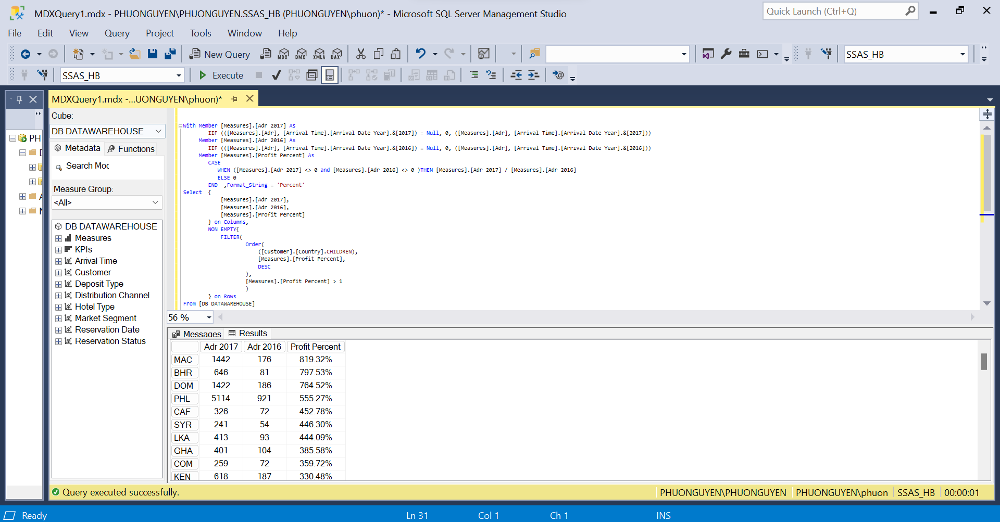 MDXQuery1.mdx - PHUONGUYEN\PHUONGUYEN.SSAS_HB (PHUONGUYEN\phuon)* - Microsoft SQL Server Management Studio
Quick Launch (Ctrl+Q)
File Edit View Query Project Tools Window Help
New Query MDX DMX XMLA DAX SSAS_HB
SSAS_HB Execute
MDXQuery1.mdx -...UONGUYEN\phuon)*
PH
Cube:
DB DATAWAREHOUSE
Metadata Functions
Search Moc
Measure Group:
<All>
DB DATAWAREHOUSE
Measures
KPIs
Arrival Time
Customer
Deposit Type
Distribution Channel
Hotel Type
Market Segment
Reservation Date
Reservation Status
With Member [Measures].[Adr 2017] As
IIF (([Measures].[Adr], [Arrival Time].[Arrival Date Year].&[2017]) = Null, 0, ([Measures].[Adr], [Arrival Time].[Arrival Date Year].&[2017]))
Member [Measures].[Adr 2016] As
IIF (([Measures].[Adr], [Arrival Time].[Arrival Date Year].&[2016]) = Null, 0, ([Measures].[Adr], [Arrival Time].[Arrival Date Year].&[2016]))
Member [Measures].[Profit Percent] As
CASE
WHEN ([Measures].[Adr 2017] <> 0 and [Measures].[Adr 2016] <> 0 )THEN [Measures].[Adr 2017] / [Measures].[Adr 2016]
ELSE 0
END ,Format_String = 'Percent'
Select {
[Measures].[Adr 2017],
[Measures].[Adr 2016],
[Measures].[Profit Percent]
} on Columns,
NON EMPTY{
FILTER(
Order(
([Customer].[Country].CHILDREN),
[Measures].[Profit Percent],
DESC
),
[Measures].[Profit Percent] > 1
)
} on Rows
From [DB DATAWAREHOUSE]
56 %
Messages Results
Adr 2017 Adr 2016 Profit Percent
MAC 1442 176 819.32%
BHR 646 81 797.53%
DOM 1422 186 764.52%
PHL 5114 921 555.27%
CAF 326 72 452.78%
SYR 241 54 446.30%
LKA 413 93 444.09%
GHA 401 104 385.58%
COM 259 72 359.72%
KEN 618 187 330.48%
Query executed successfully. PHUONGUYEN\PHUONGUYEN PHUONGUYEN\phuon SSAS_HB 00:00:01
Ready Ln 31 Col 1 Ch 1 INS